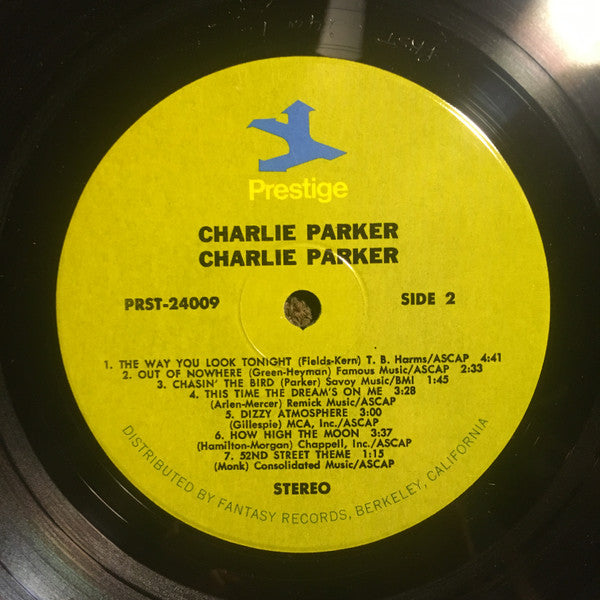 Prestige
CHARLIE PARKER
CHARLIE PARKER
PRST-24009 SIDE 2
1. THE WAY YOU LOOK TONIGHT (Fields-Kern) T. B. Harms/ASCAP 4:41
2. OUT OF NOWHERE (Green-Heyman) Famous Music/ASCAP 2:33
3. CHASIN' THE BIRD (Parker) Savoy Music/BMI 1:45
4. THIS TIME THE DREAM'S ON ME 3:28
(Arlen-Mercer) Remick Music/ASCAP
5. DIZZY ATMOSPHERE 3:00
(Gillespie) MCA, Inc./ASCAP
6. HOW HIGH THE MOON 3:37
(Hamilton-Morgan) Chappell, Inc./ASCAP
7. 52ND STREET THEME 1:15
(Monk) Consolidated Music/ASCAP
STEREO
DISTRIBUTED BY FANTASY RECORDS, BERKELEY, CALIFORNIA